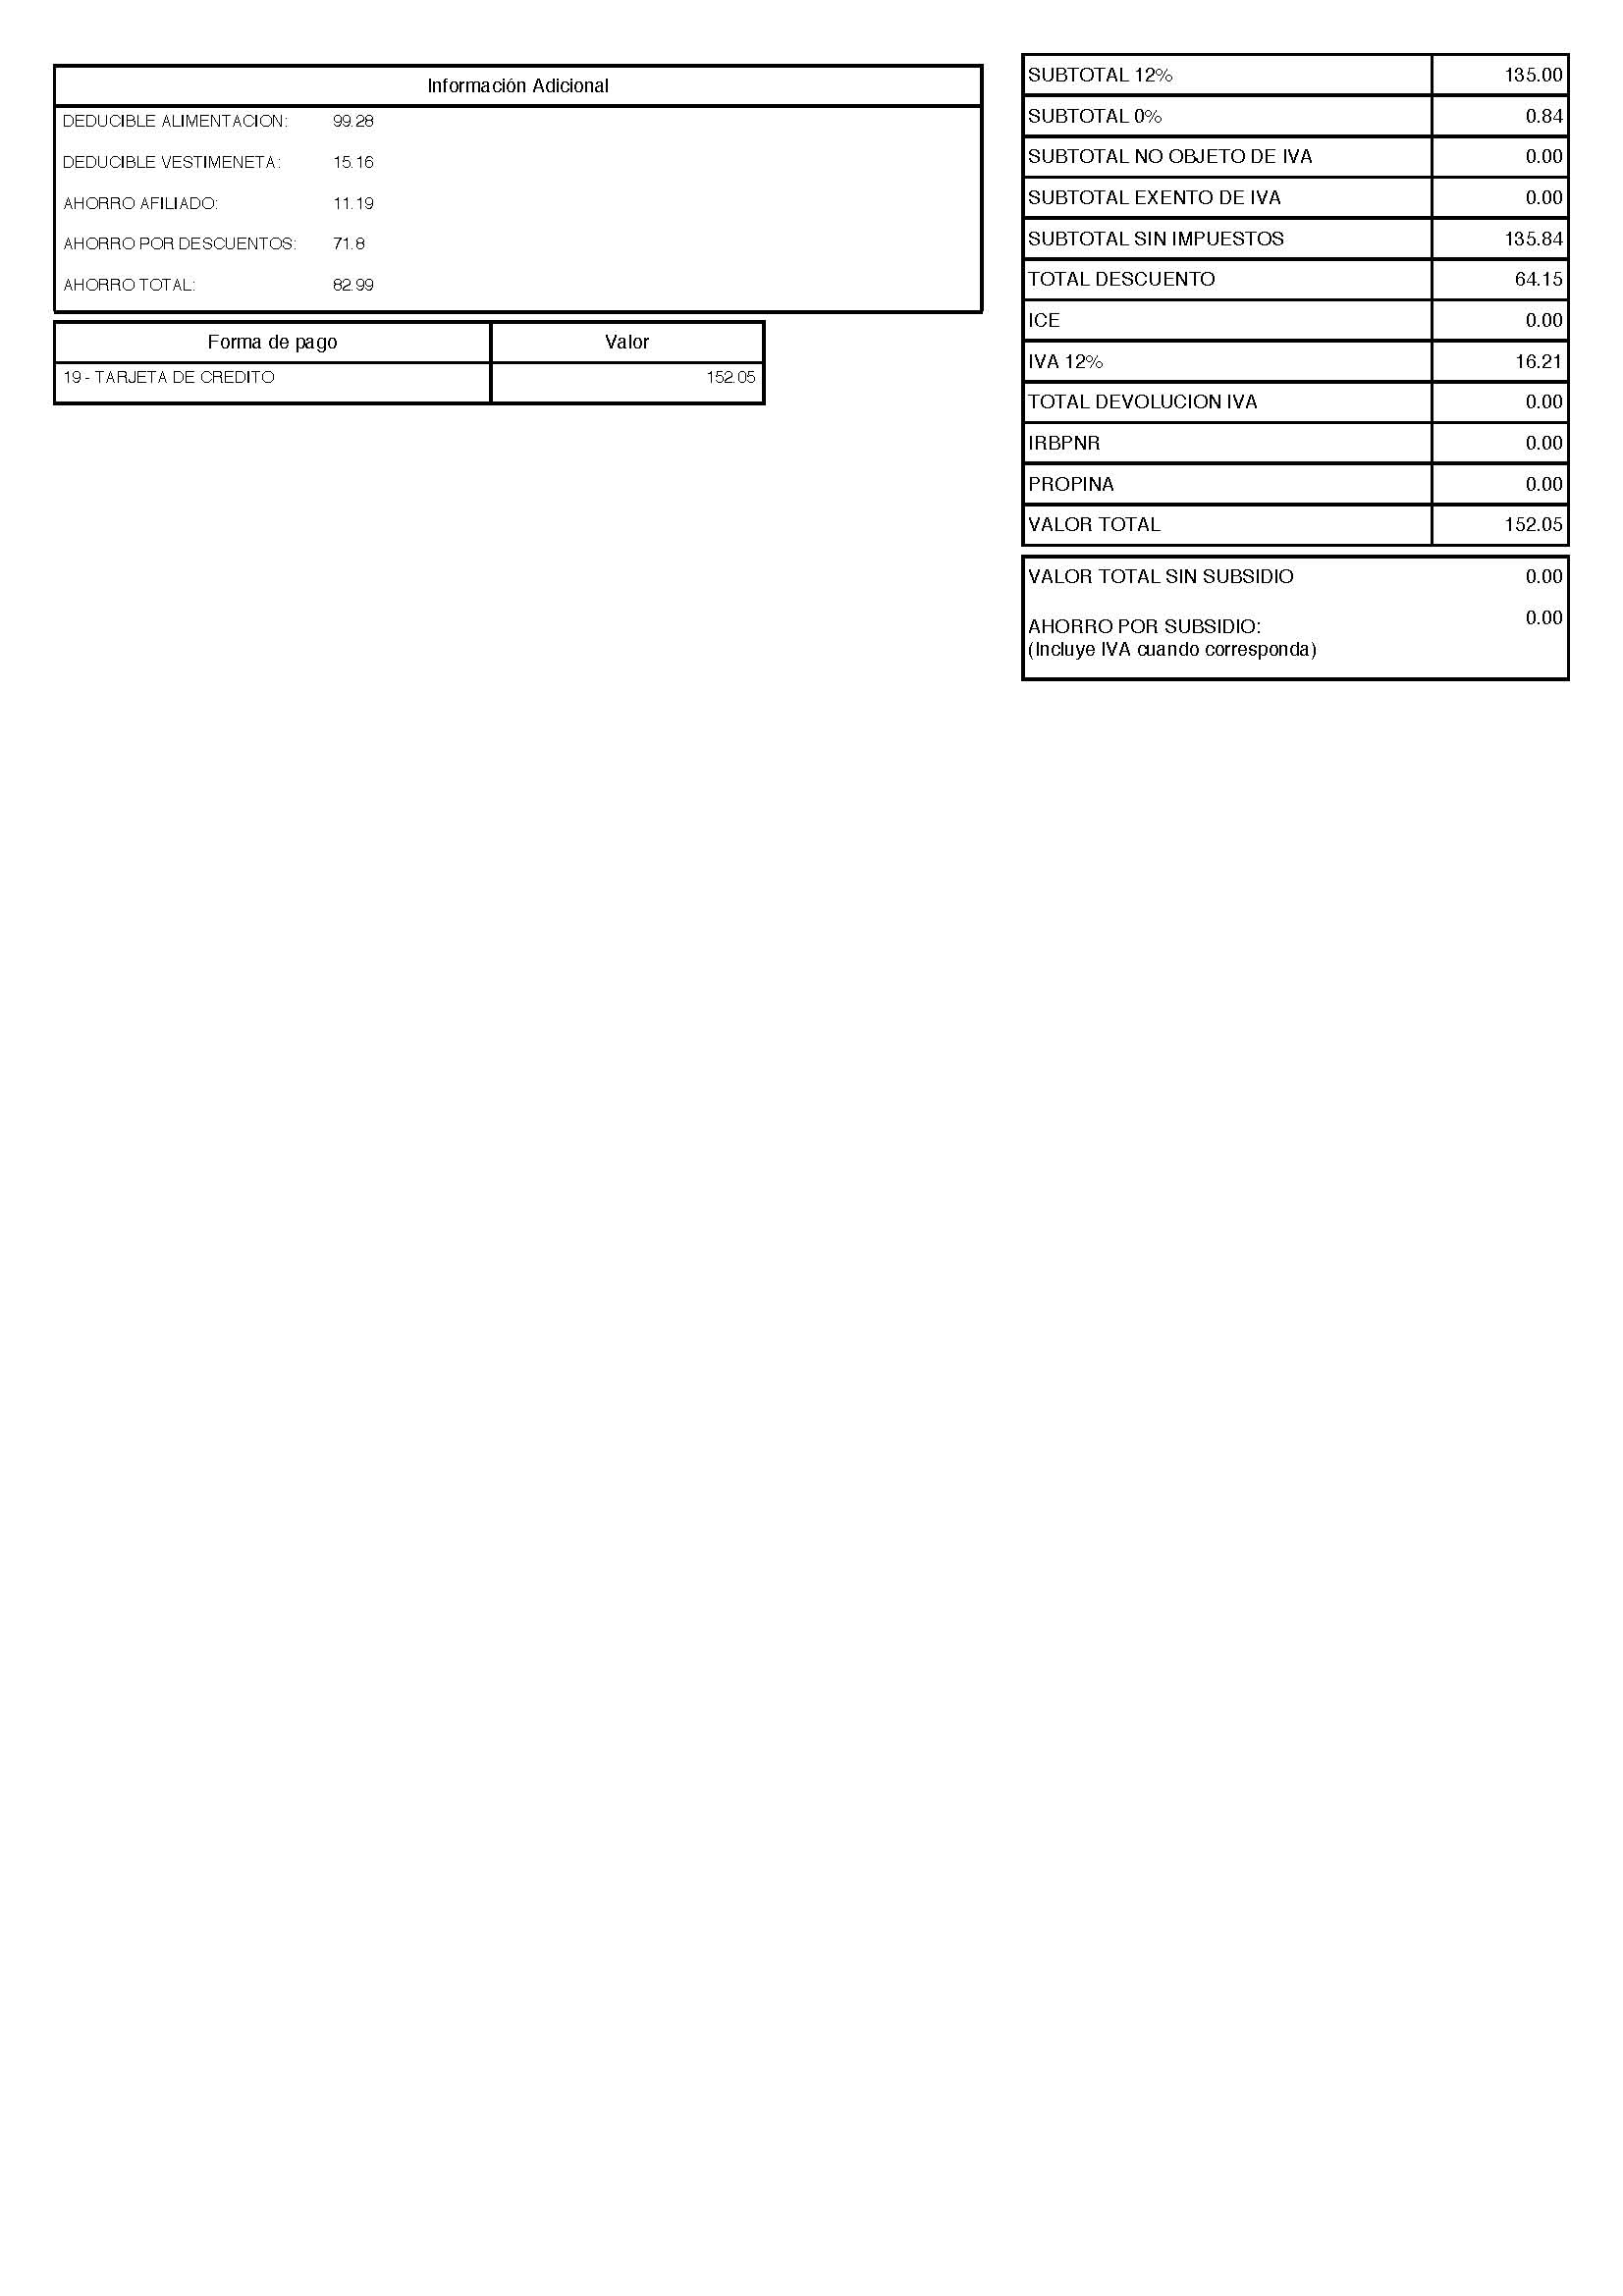 Información Adicional
DEDUCIBLE ALIMENTACION: 99.28
DEDUCIBLE VESTIMENETA: 15.16
AHORRO AFILIADO: 11.19
AHORRO POR DESCUENTOS: 71.8
AHORRO TOTAL: 82.99
Forma de pago Valor
19 - TARJETA DE CREDITO 152.05
SUBTOTAL 12% 135.00
SUBTOTAL 0% 0.84
SUBTOTAL NO OBJETO DE IVA 0.00
SUBTOTAL EXENTO DE IVA 0.00
SUBTOTAL SIN IMPUESTOS 135.84
TOTAL DESCUENTO 64.15
ICE 0.00
IVA 12% 16.21
TOTAL DEVOLUCION IVA 0.00
IRBPNR 0.00
PROPINA 0.00
VALOR TOTAL 152.05
VALOR TOTAL SIN SUBSIDIO 0.00
AHORRO POR SUBSIDIO: 0.00
(Incluye IVA cuando corresponda)